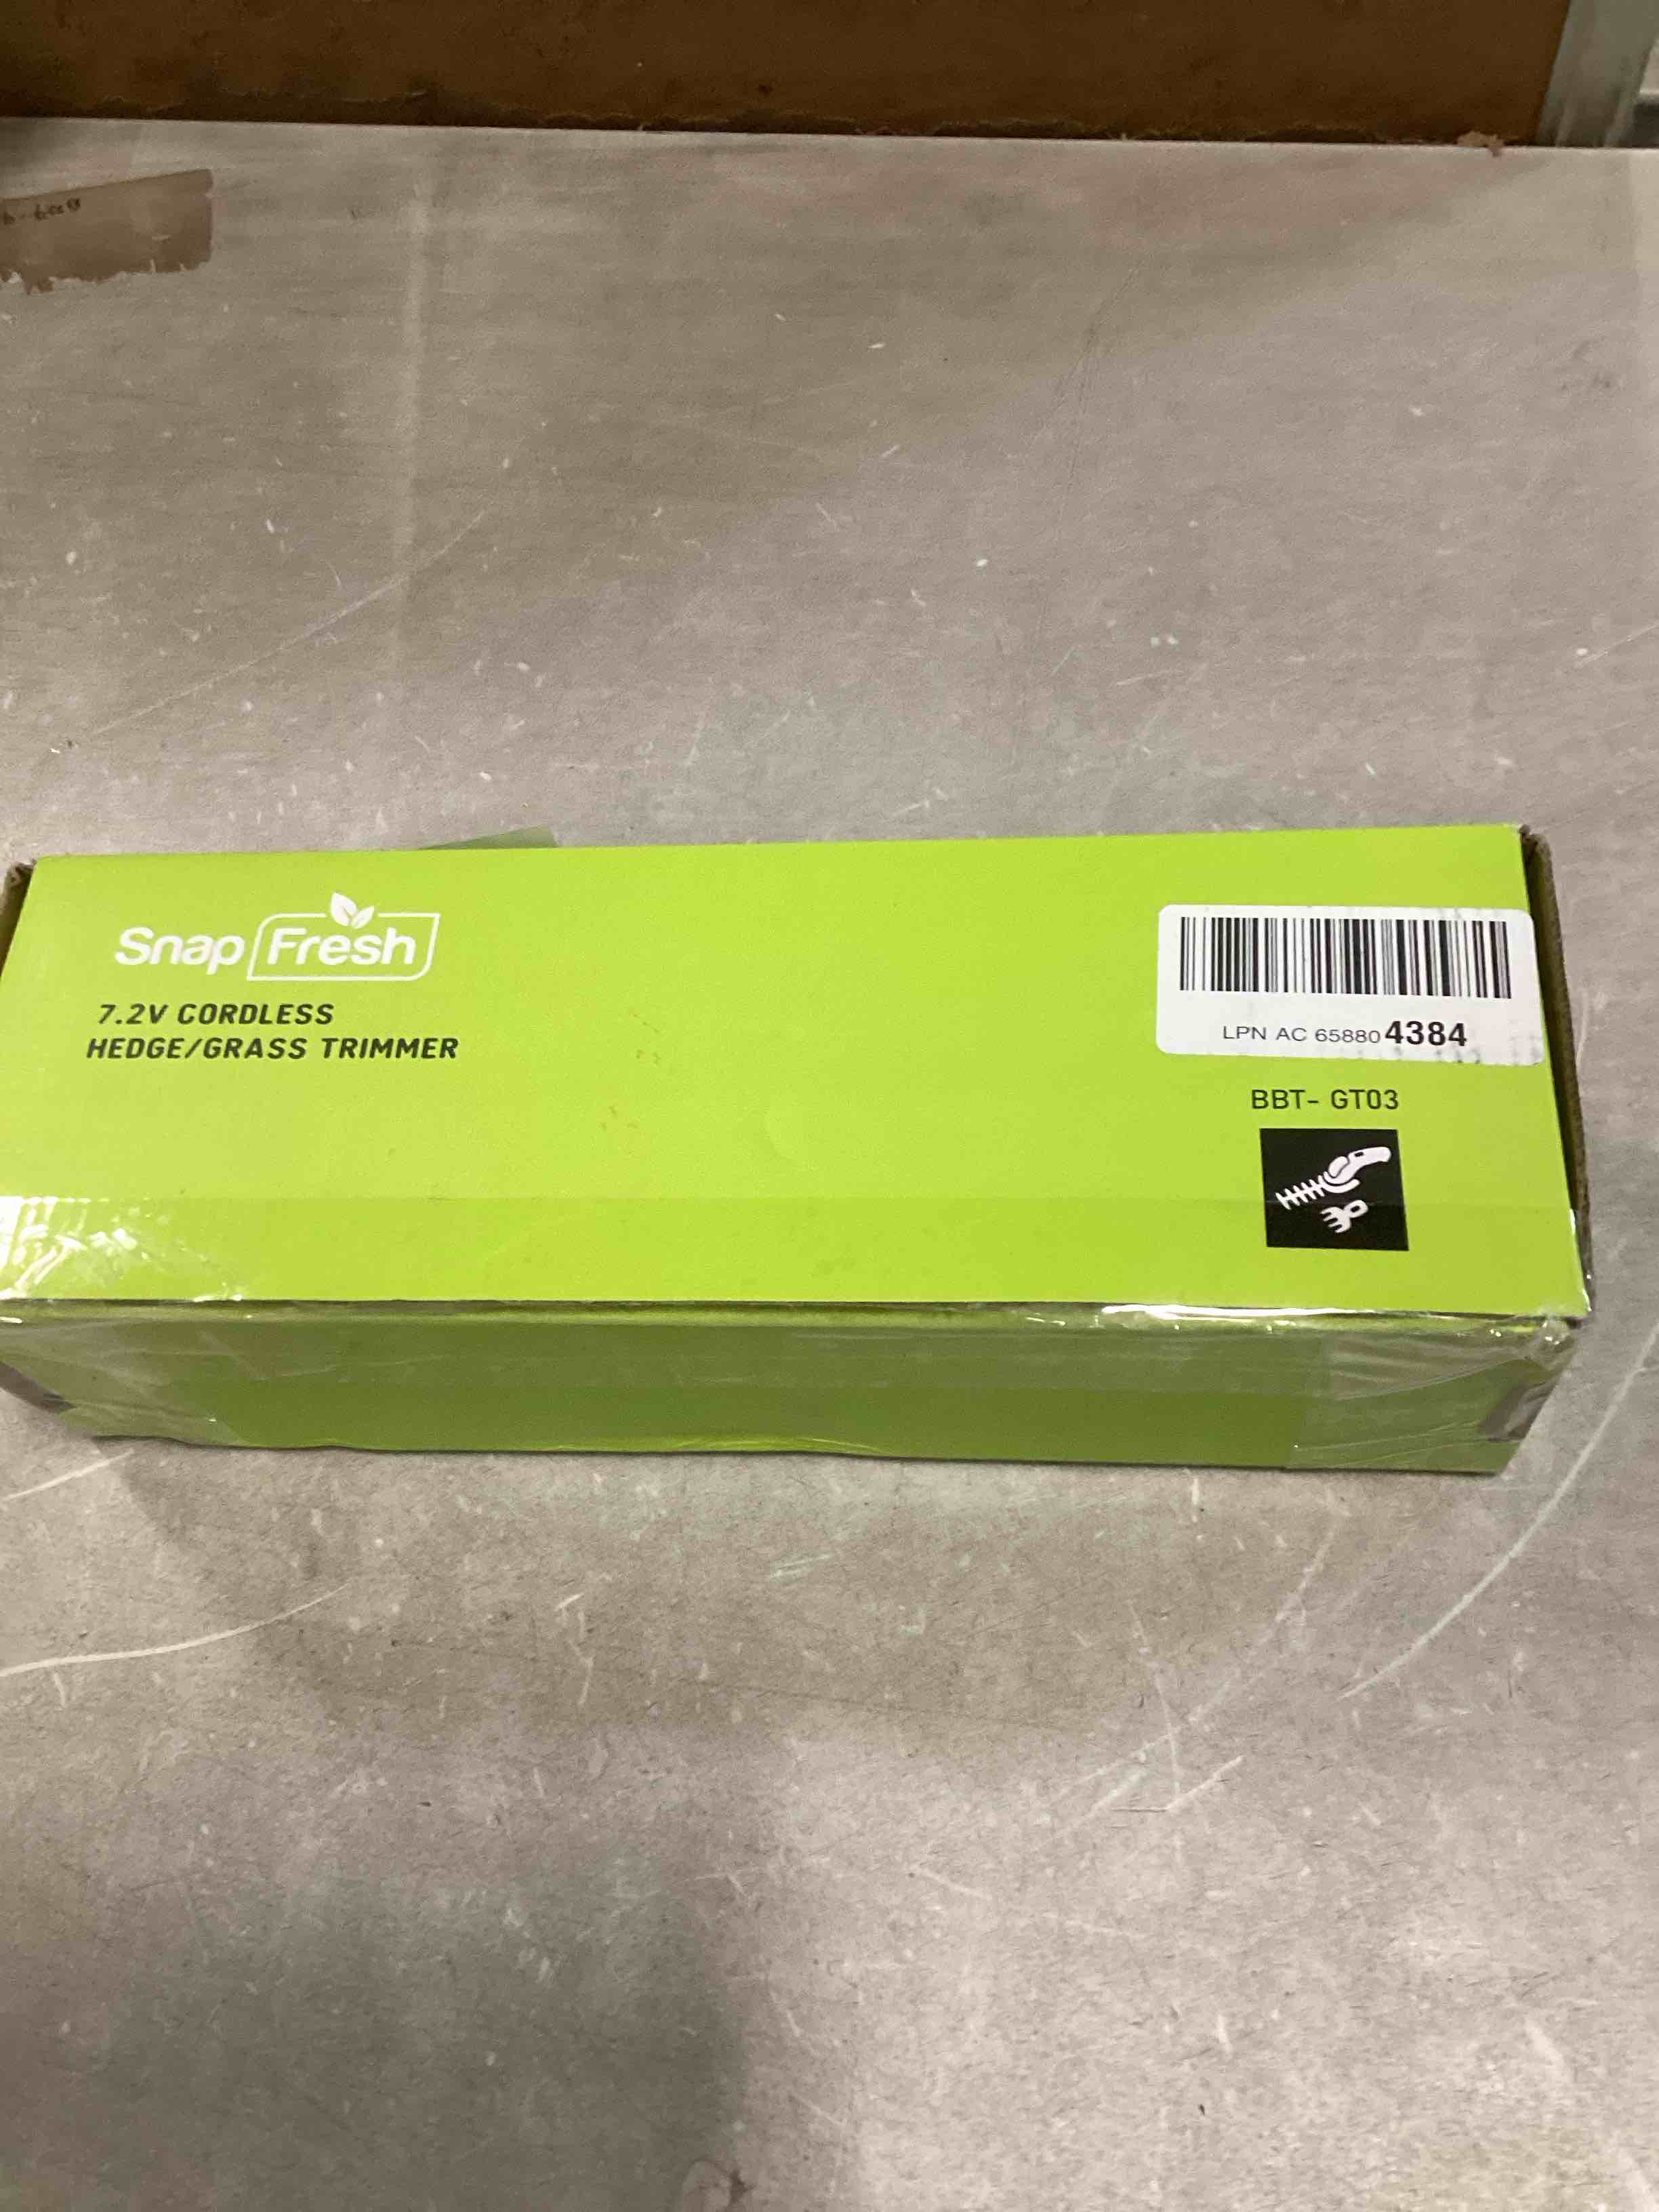 Snap Fresh
7.2V CORDLESS
HEDGE/GRASS TRIMMER
LPN AC 658804384
BBT- GT03